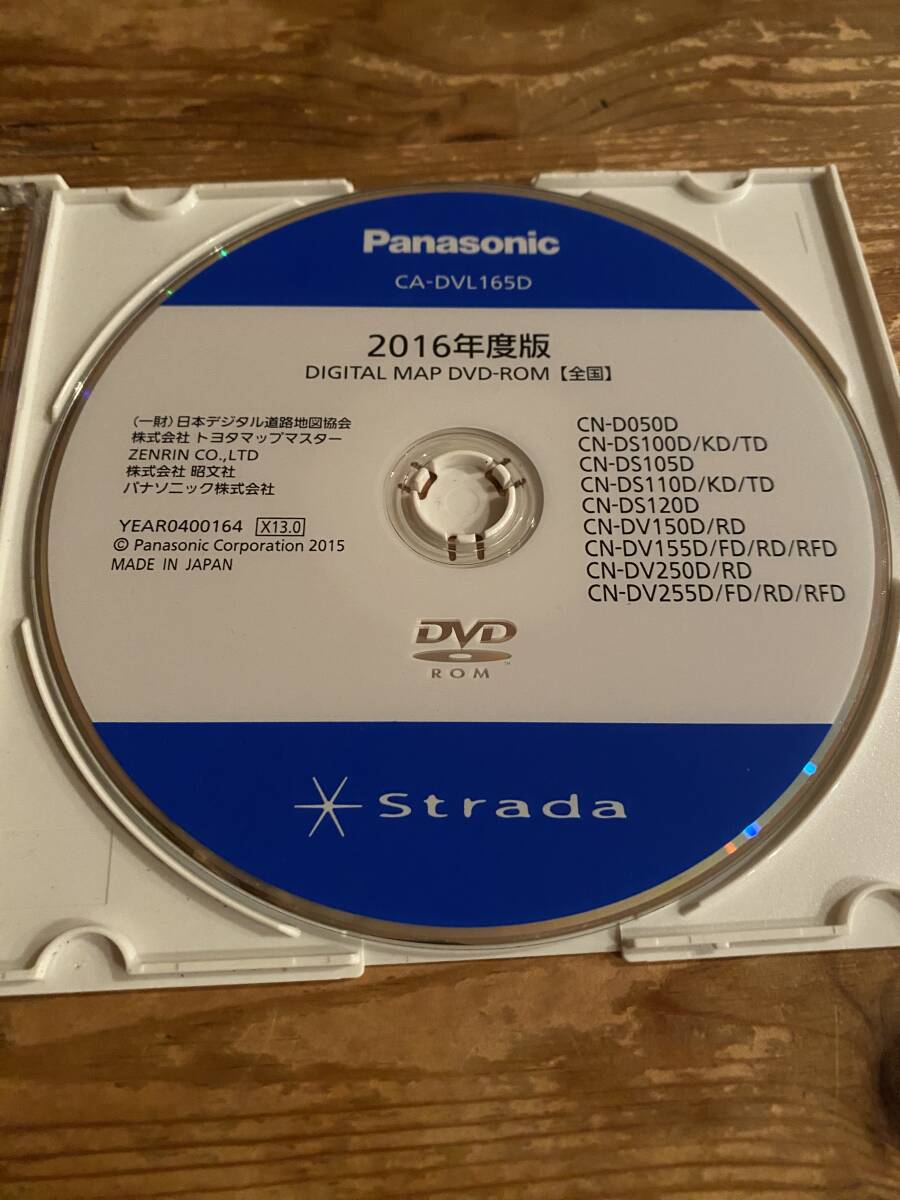 Panasonic
CA-DVL165D
2016年度版
DIGITAL MAP DVD-ROM【全国】
(一財)日本デジタル道路地図協会
株式会社 トヨタマップマスター
ZENRIN CO.,LTD
株式会社 昭文社
パナソニック株式会社
YEAR0400164 X13.0
© Panasonic Corporation 2015
MADE IN JAPAN
CN-D050D
CN-DS100D/KD/TD
CN-DS105D
CN-DS110D/KD/TD
CN-DS120D
CN-DV150D/RD
CN-DV155D/FD/RD/RFD
CN-DV250D/RD
CN-DV255D/FD/RD/RFD
DVD
ROM
Strada